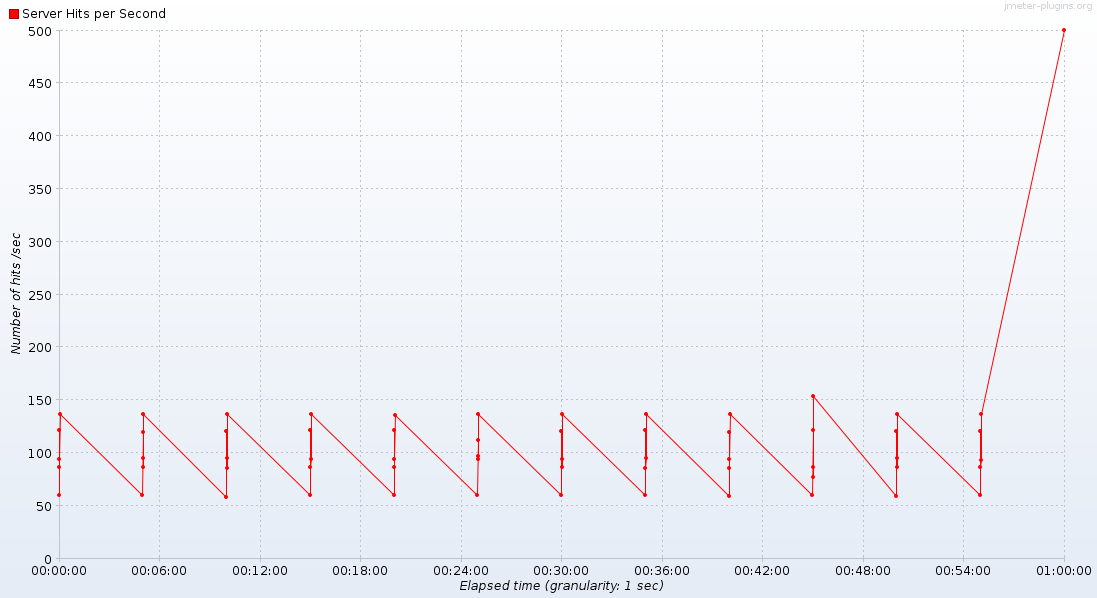 jmeter-plugins.org
Server Hits per Second
500
450
400
350
300
250
200
150
100
50
0
Number of hits /sec
00:00:00 00:06:00 00:12:00 00:18:00 00:24:00 00:30:00 00:36:00 00:42:00 00:48:00 00:54:00 01:00:00
Elapsed time (granularity: 1 sec)